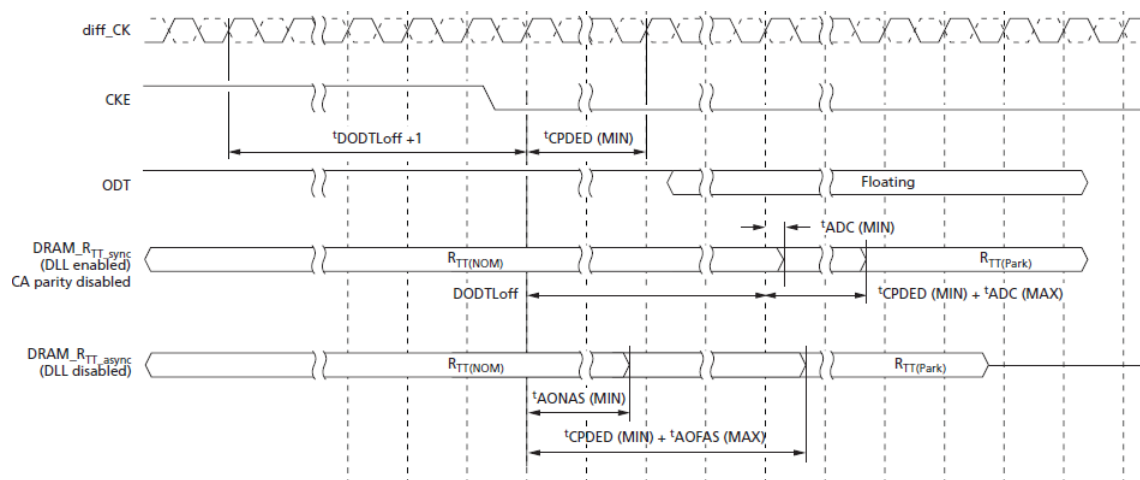 diff_CK
CKE
tDODTLoff +1
tCPDED (MIN)
ODT
Floating
tADC (MIN)
DRAM_RTT_sync
(DLL enabled)
CA parity disabled
RTT(NOM)
RTT(Park)
DODTLoff
tCPDED (MIN) + tADC (MAX)
DRAM_RTT_async
(DLL disabled)
RTT(NOM)
RTT(Park)
tAONAS (MIN)
tCPDED (MIN) + tAOFAS (MAX)